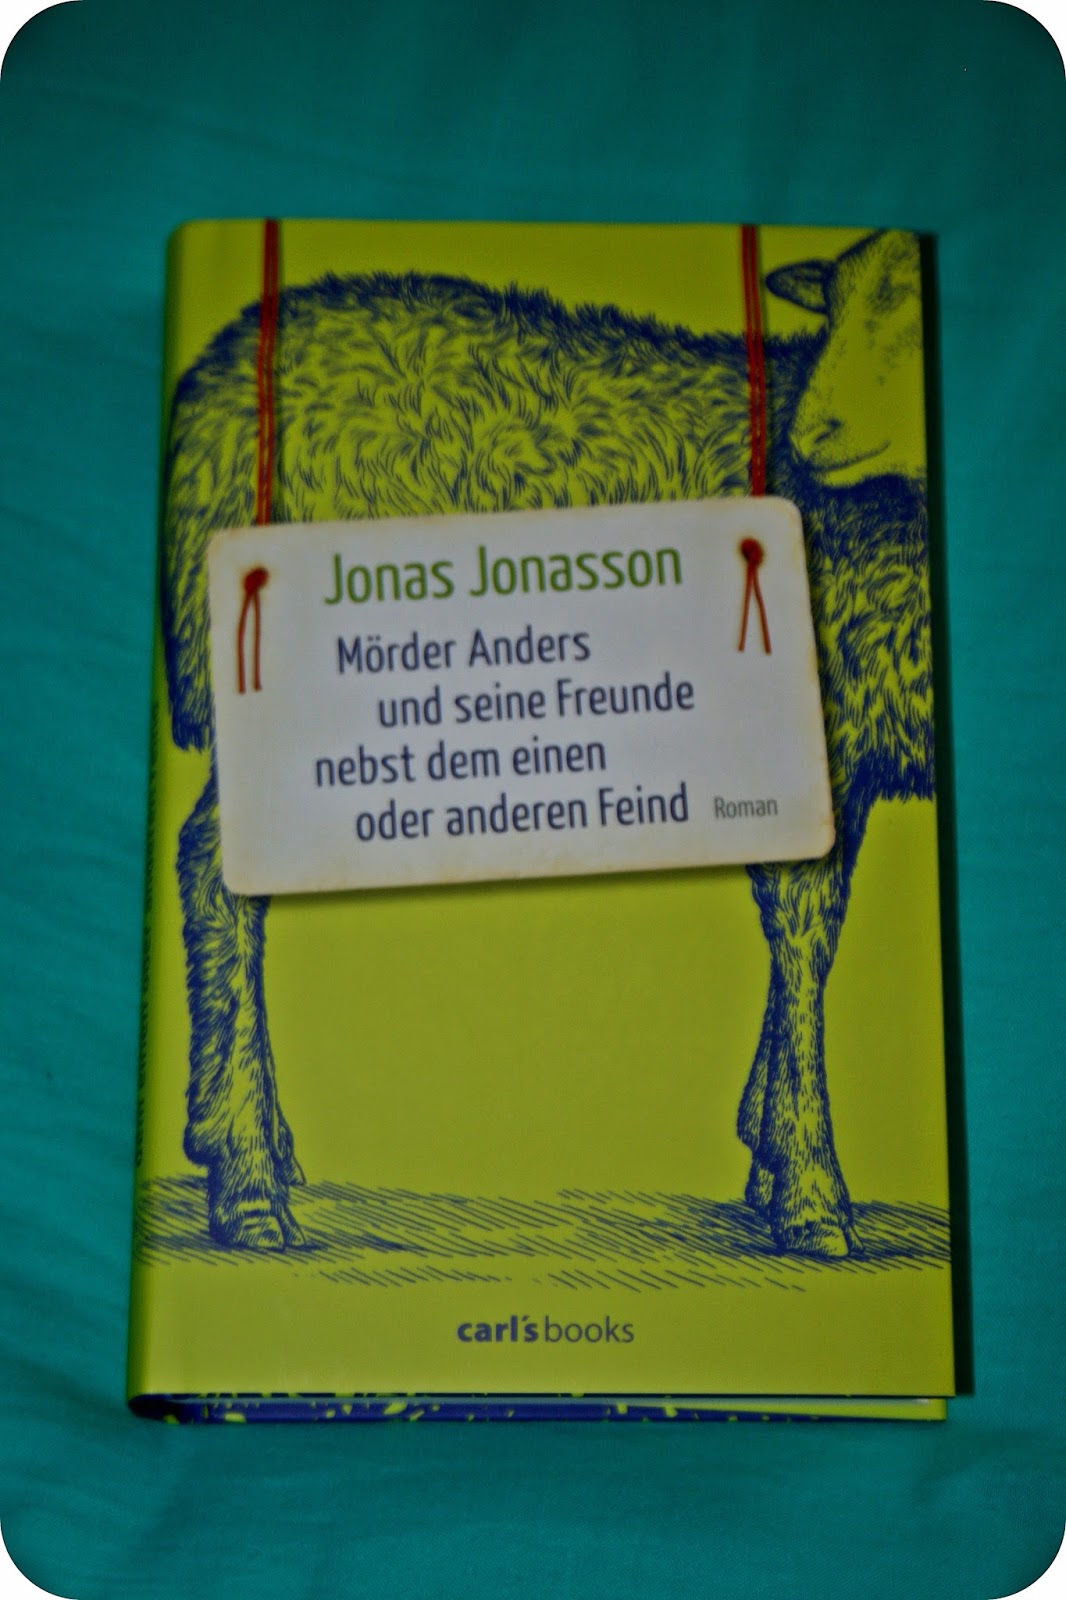 Jonas Jonasson
Mörder Anders
und seine Freunde
nebst dem einen
oder anderen Feind Roman
carl's books